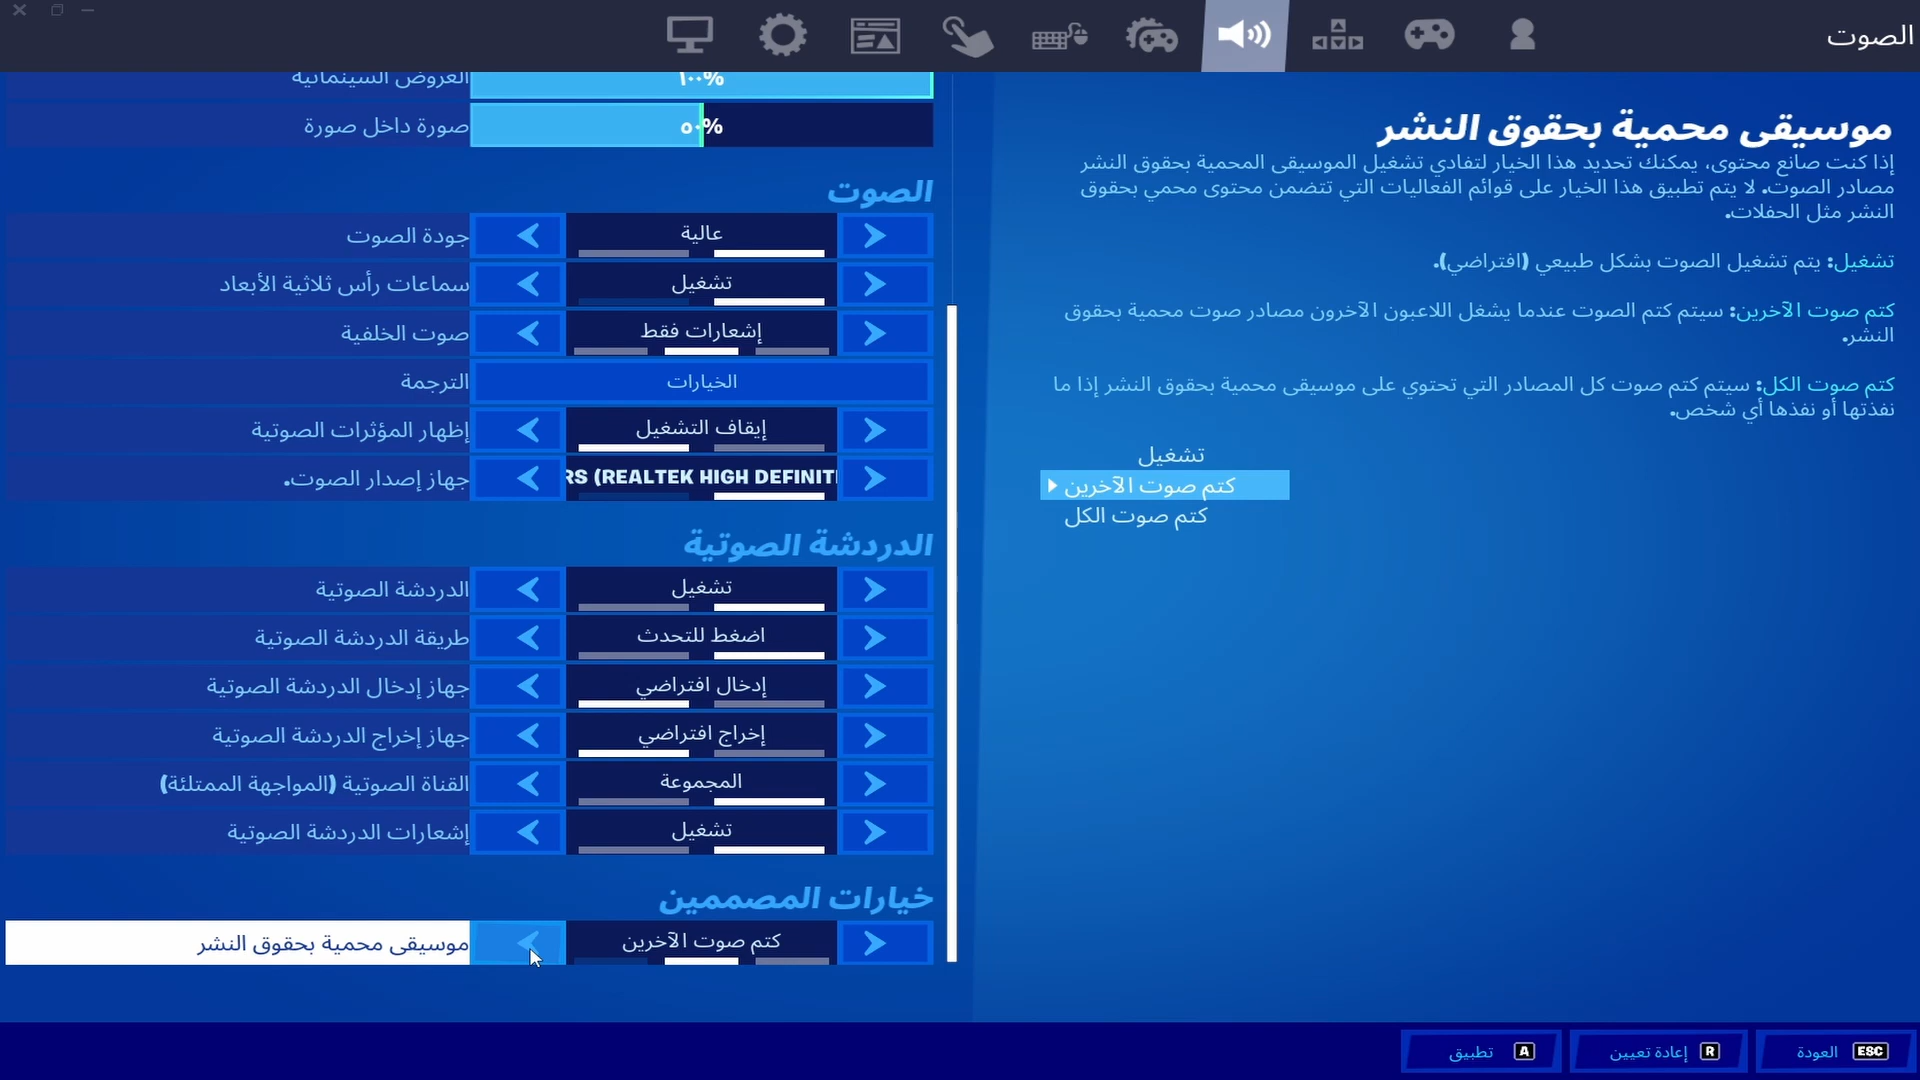 الصوت
العروض السينمائية
١٠٠%
صورة داخل صورة
٥٠%
الصوت
جودة الصوت
عالية
سماعات رأس ثلاثية الأبعاد
تشغيل
صوت الخلفية
إشعارات فقط
الترجمة
الخيارات
إظهار المؤثرات الصوتية
إيقاف التشغيل
جهاز إصدار الصوت.
RS (REALTEK HIGH DEFINITI
الدردشة الصوتية
الدردشة الصوتية
تشغيل
طريقة الدردشة الصوتية
اضغط للتحدث
جهاز إدخال الدردشة الصوتية
إدخال افتراضي
جهاز إخراج الدردشة الصوتية
إخراج افتراضي
القناة الصوتية (المواجهة الممتلئة)
المجموعة
إشعارات الدردشة الصوتية
تشغيل
خيارات المصممين
موسيقى محمية بحقوق النشر
كتم صوت الآخرين
موسيقى محمية بحقوق النشر
إذا كنت صانع محتوى، يمكنك تحديد هذا الخيار لتفادي تشغيل الموسيقى المحمية بحقوق النشر
مصادر الصوت. لا يتم تطبيق هذا الخيار على قوائم الفعاليات التي تتضمن محتوى محمي بحقوق
النشر مثل الحفلات.
تشغيل: يتم تشغيل الصوت بشكل طبيعي (افتراضي).
كتم صوت الآخرين: سيتم كتم الصوت عندما يشغل اللاعبون الآخرون مصادر صوت محمية بحقوق
النشر.
كتم صوت الكل: سيتم كتم صوت كل المصادر التي تحتوي على موسيقى محمية بحقوق النشر إذا ما
نفذتها أو نفذها أي شخص.
تشغيل
كتم صوت الآخرين
كتم صوت الكل
العودة ESC
إعادة تعيين R
تطبيق A